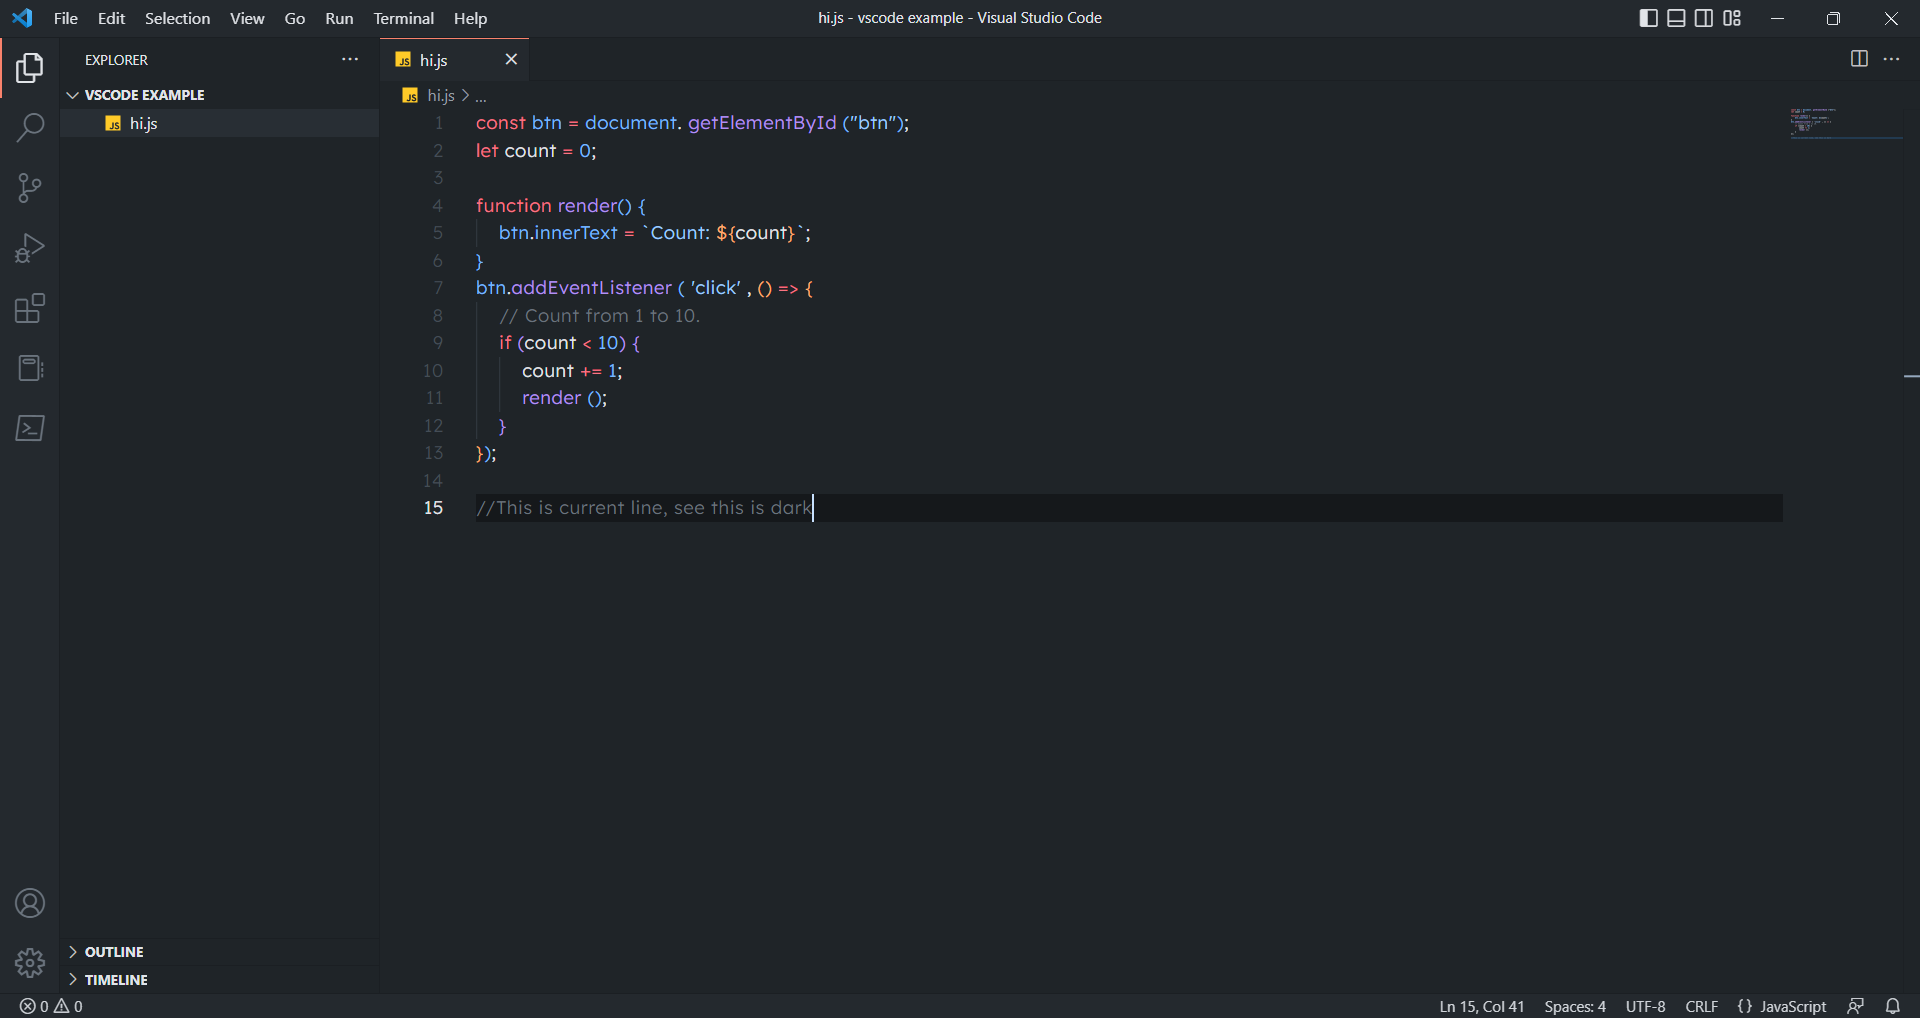 File Edit Selection View Go Run Terminal Help
hi.js - vscode example - Visual Studio Code
EXPLORER
VSCODE EXAMPLE
JS hi.js
OUTLINE
TIMELINE
JS hi.js
JS hi.js > ...
1 const btn = document. getElementById ("btn");
2 let count = 0;
3
4 function render() {
5 btn.innerText = `Count: ${count}`;
6 }
7 btn.addEventListener ( 'click' , () => {
8 // Count from 1 to 10.
9 if (count < 10) {
10 count += 1;
11 render ();
12 }
13 });
14
15 //This is current line, see this is dark
0 0
Ln 15, Col 41 Spaces: 4 UTF-8 CRLF {} JavaScript